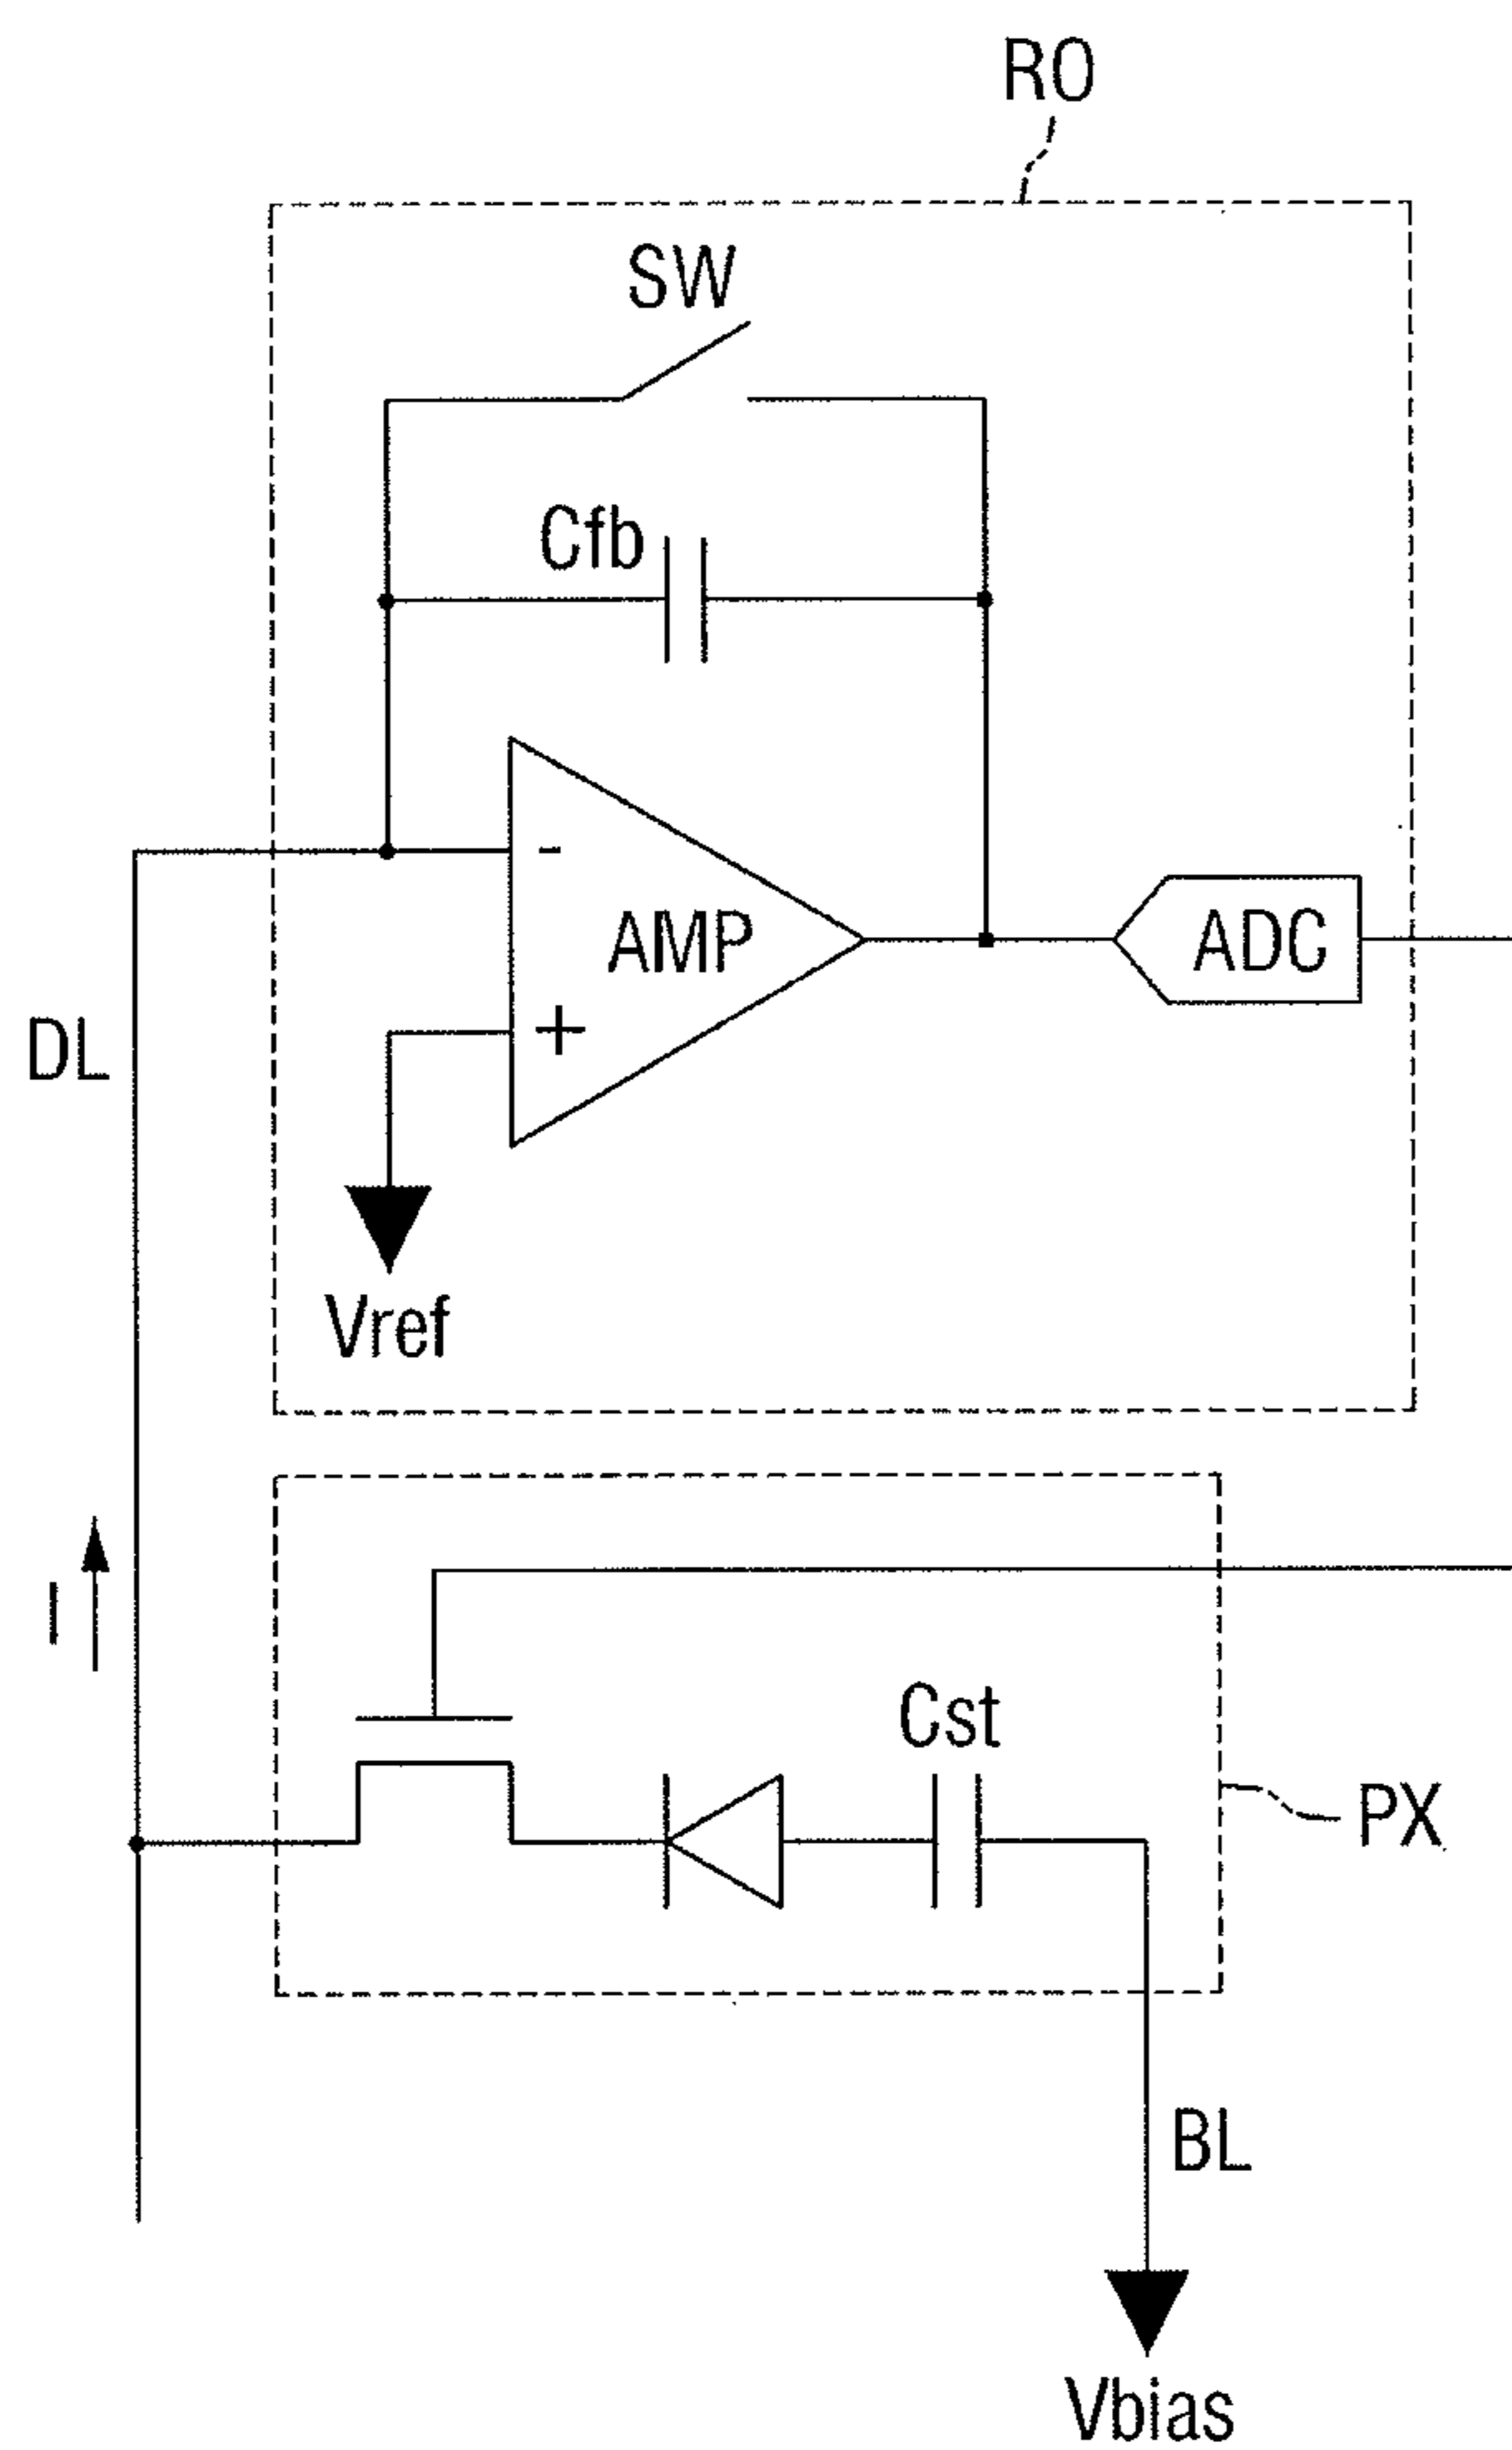 RO
SW
Cfb
-
AMP
ADC
+
DL
Vref
I
Cst
PX
BL
Vbias